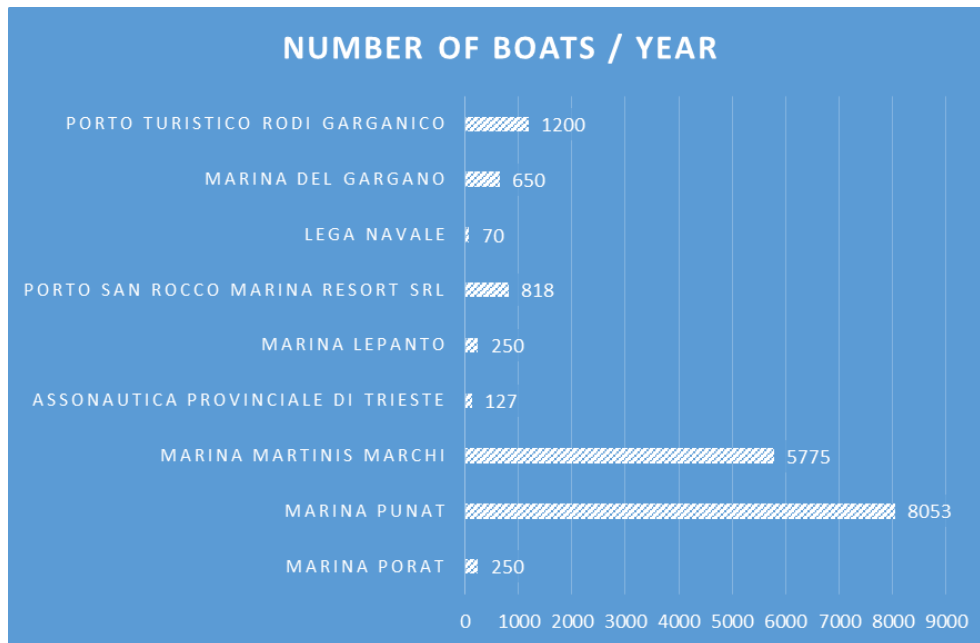 NUMBER OF BOATS / YEAR
PORTO TURISTICO RODI GARGANICO 1200
MARINA DEL GARGANO 650
LEGA NAVALE 70
PORTO SAN ROCCO MARINA RESORT SRL 818
MARINA LEPANTO 250
ASSONAUTICA PROVINCIALE DI TRIESTE 127
MARINA MARTINIS MARCHI 5775
MARINA PUNAT 8053
MARINA PORAT 250
0 1000 2000 3000 4000 5000 6000 7000 8000 9000